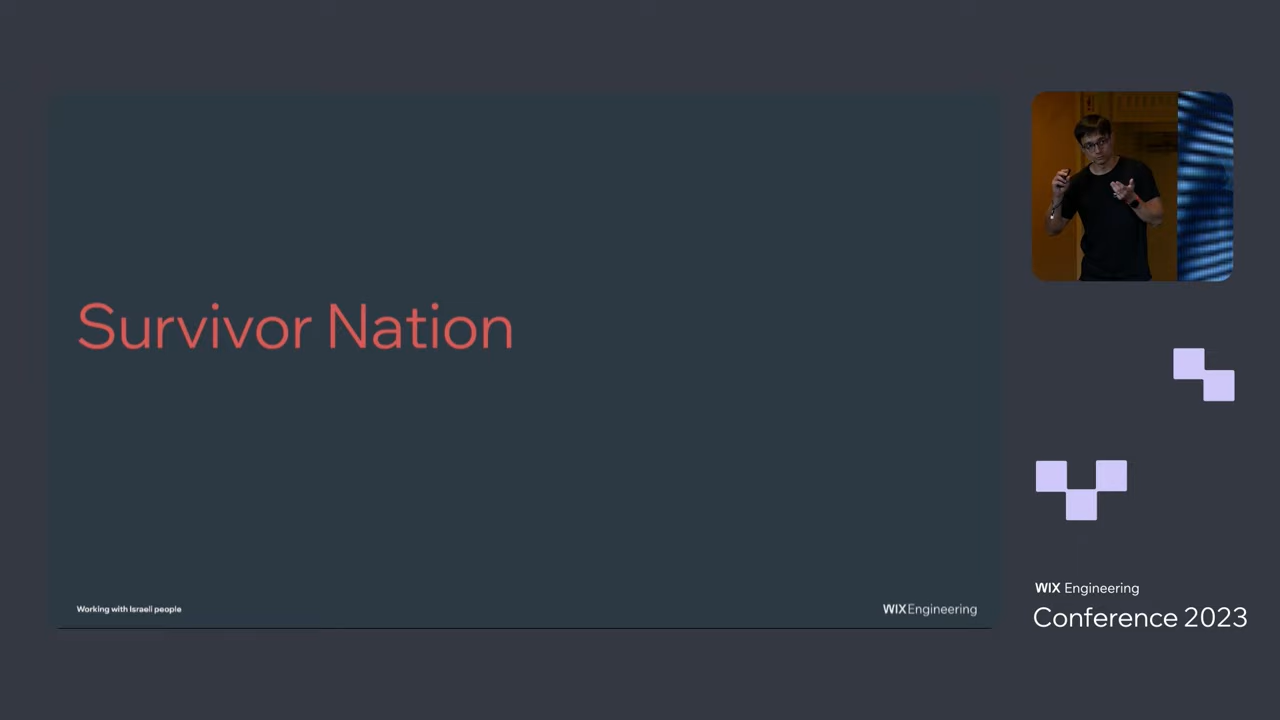 Survivor Nation
Working with Israeli people
WIX Engineering
WIX Engineering
Conference 2023